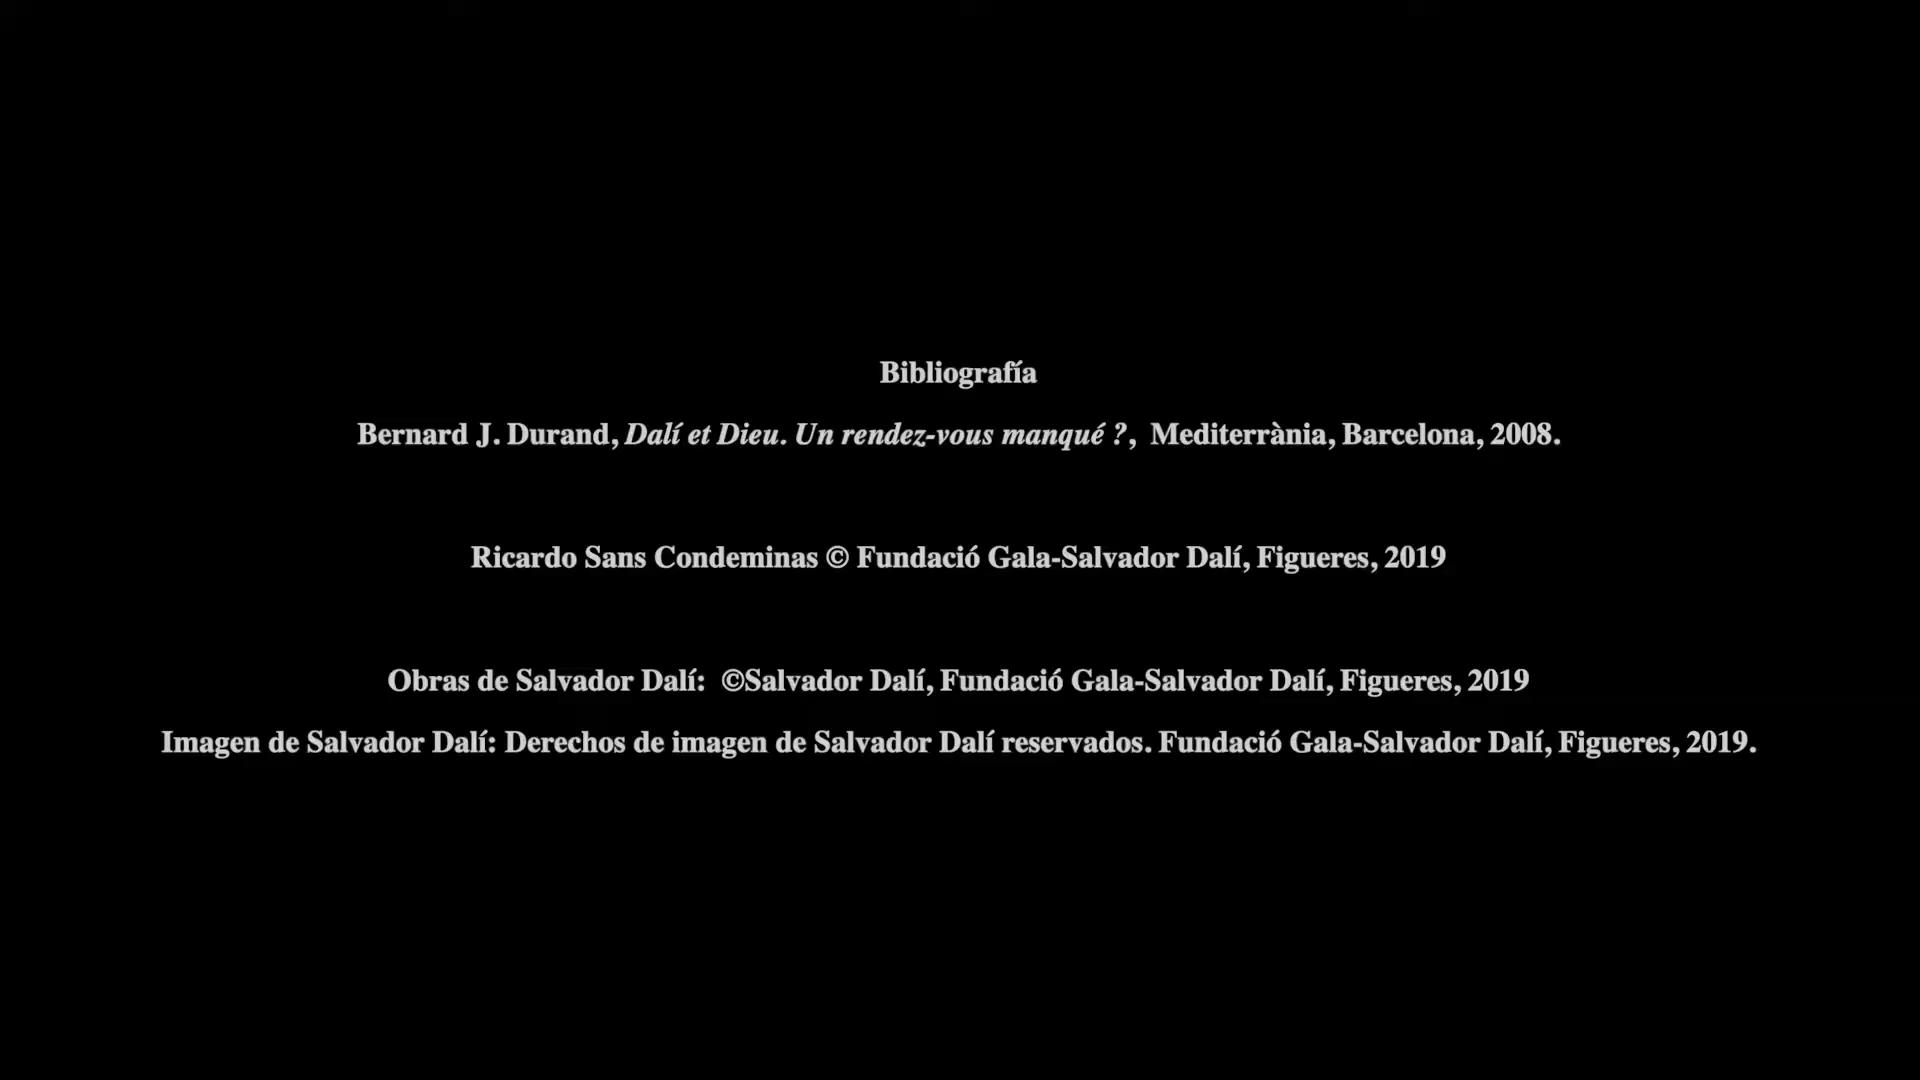 Bibliografía
Bernard J. Durand, Dalí et Dieu. Un rendez-vous manqué ?, Mediterrània, Barcelona, 2008.
Ricardo Sans Condeminas © Fundació Gala-Salvador Dalí, Figueres, 2019
Obras de Salvador Dalí: ©Salvador Dalí, Fundació Gala-Salvador Dalí, Figueres, 2019
Imagen de Salvador Dalí: Derechos de imagen de Salvador Dalí reservados. Fundació Gala-Salvador Dalí, Figueres, 2019.